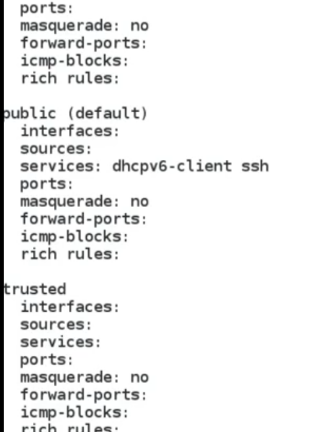 ports:
masquerade: no
forward-ports:
icmp-blocks:
rich rules:
public (default)
interfaces:
sources:
services: dhcpv6-client ssh
ports:
masquerade: no
forward-ports:
icmp-blocks:
rich rules:
trusted
interfaces:
sources:
services:
ports:
masquerade: no
forward-ports:
icmp-blocks:
rich rules: